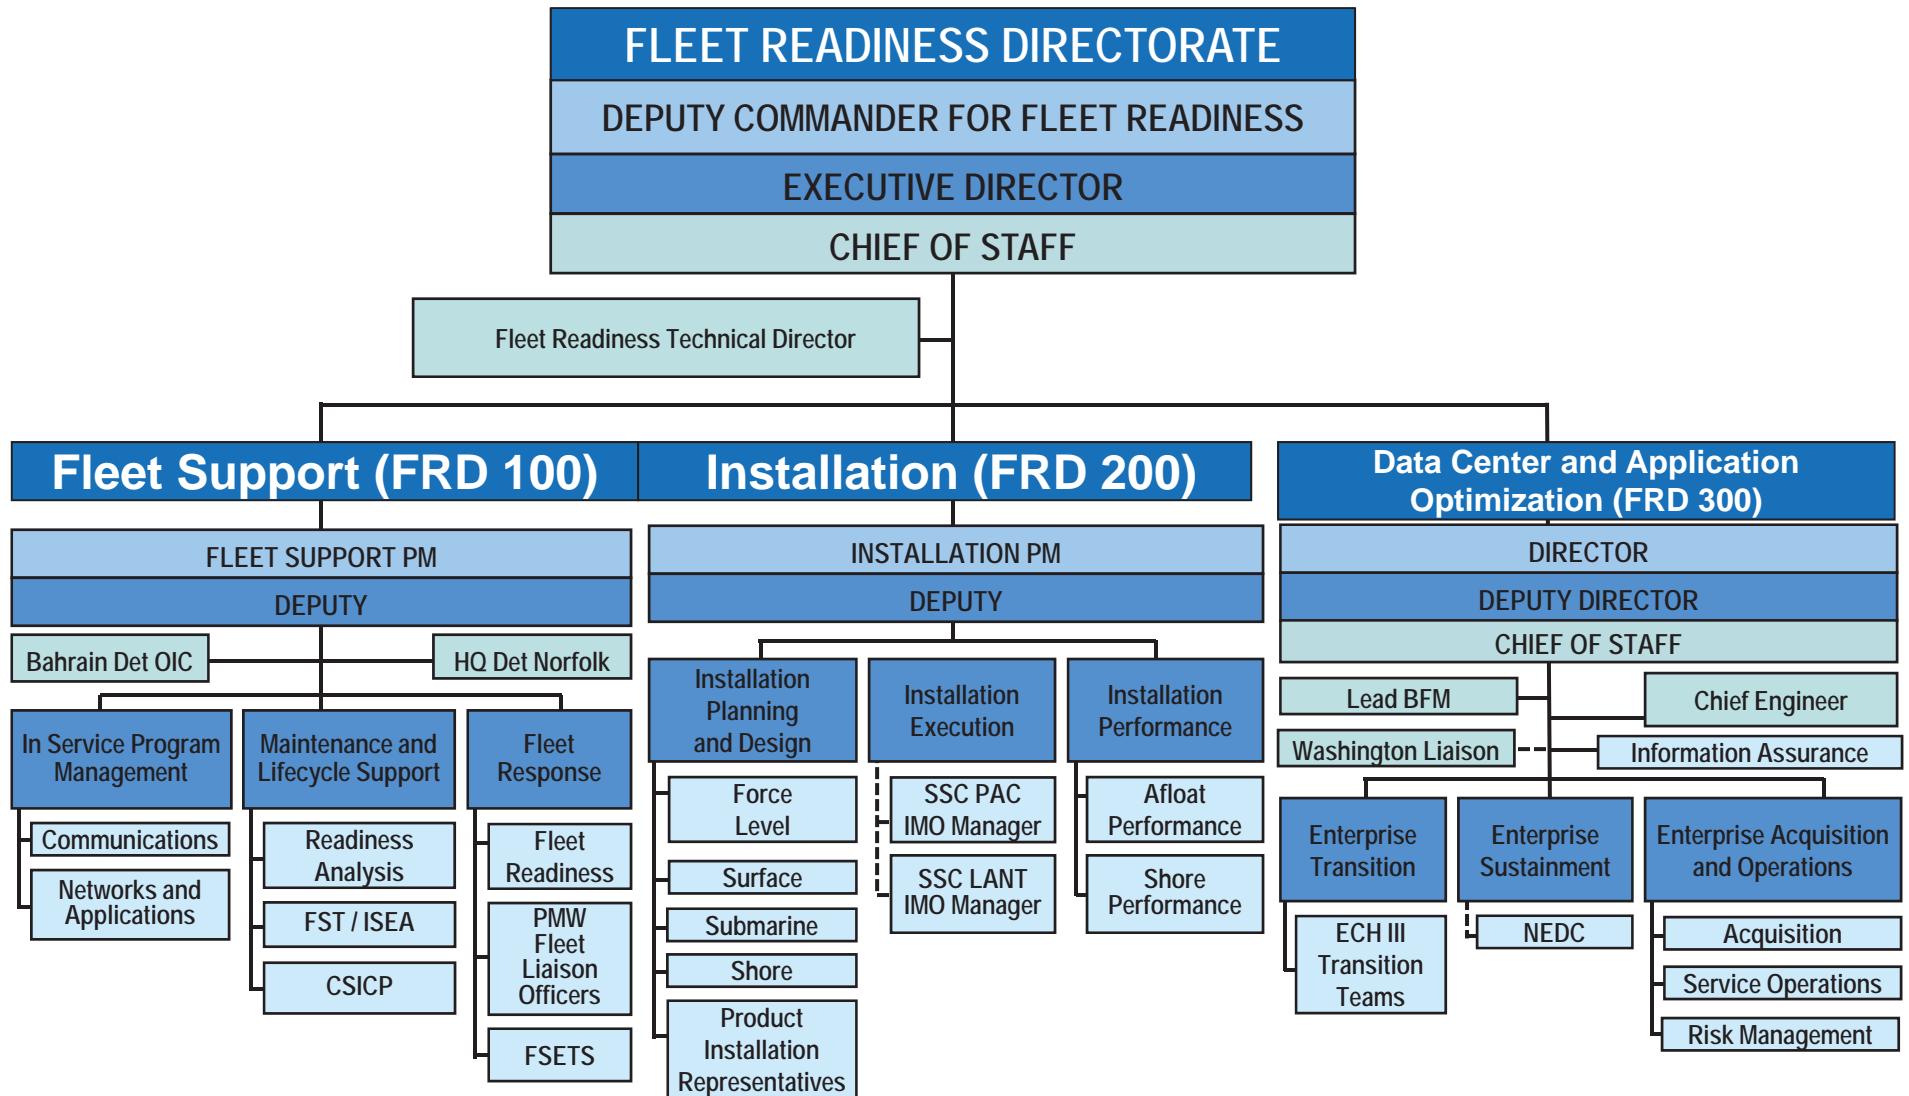 FLEET READINESS DIRECTORATE
DEPUTY COMMANDER FOR FLEET READINESS
EXECUTIVE DIRECTOR
CHIEF OF STAFF
Fleet Readiness Technical Director
Fleet Support (FRD 100)
FLEET SUPPORT PM
DEPUTY
Bahrain Det OIC
HQ Det Norfolk
In Service Program
Management
Communications
Networks and
Applications
Maintenance and
Lifecycle Support
Readiness
Analysis
FST / ISEA
CSICP
Fleet
Response
Fleet
Readiness
PMW
Fleet
Liaison
Officers
FSETS
Installation (FRD 200)
INSTALLATION PM
DEPUTY
Installation
Planning
and Design
Force
Level
Surface
Submarine
Shore
Product
Installation
Representatives
Installation
Execution
SSC PAC
IMO Manager
SSC LANT
IMO Manager
Installation
Performance
Afloat
Performance
Shore
Performance
Data Center and Application
Optimization (FRD 300)
DIRECTOR
DEPUTY DIRECTOR
CHIEF OF STAFF
Lead BFM
Chief Engineer
Washington Liaison
Information Assurance
Enterprise
Transition
ECH III
Transition
Teams
Enterprise
Sustainment
NEDC
Enterprise Acquisition
and Operations
Acquisition
Service Operations
Risk Management